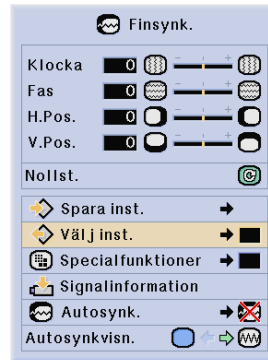 Finsynk.
Klocka 0
Fas 0
H.Pos. 0
V.Pos. 0
Nollst.
Spara inst.
Välj inst.
Specialfunktioner
Signalinformation
Autosynk.
Autosynkvisn.